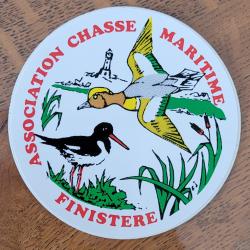 ASSOCIATION CHASSE MARITIME
FINISTERE